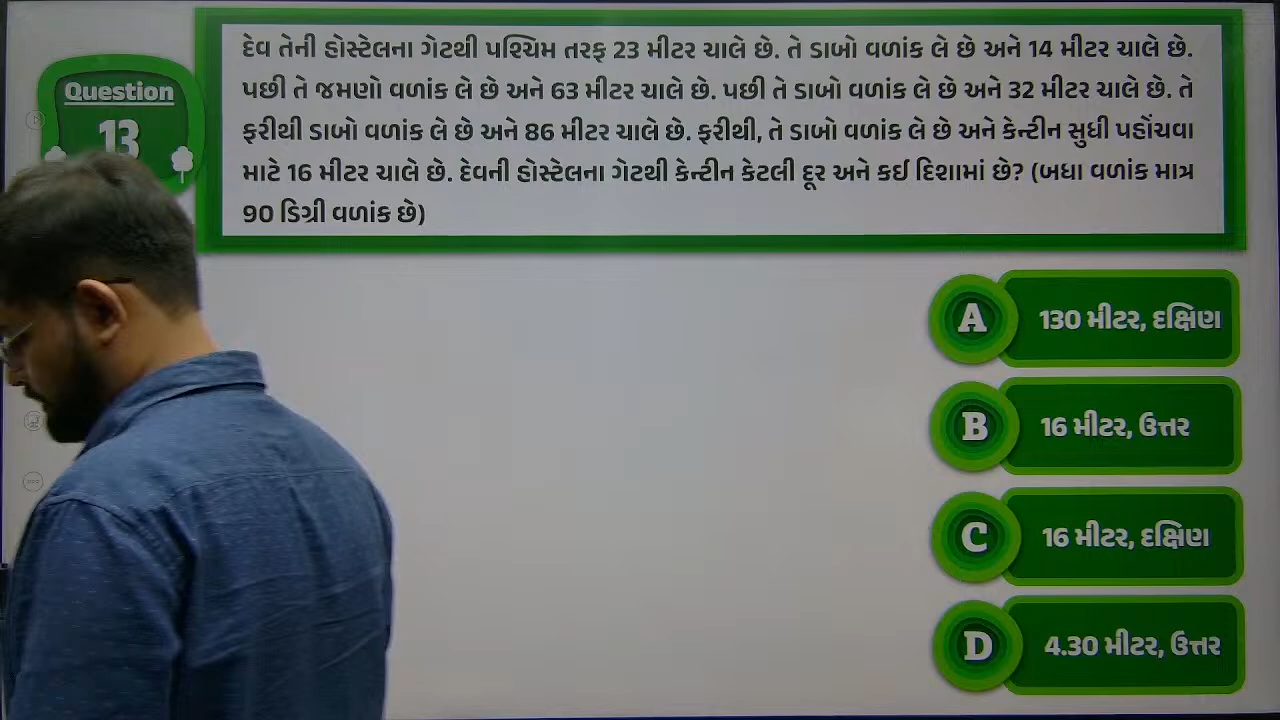 Question
13
દેવ તેની હોસ્ટેલના ગેટથી પશ્ચિમ તરફ 23 મીટર ચાલે છે. તે ડાબો વળાંક લે છે અને 14 મીટર ચાલે છે.
પછી તે જમણો વળાંક લે છે અને 63 મીટર ચાલે છે. પછી તે ડાબો વળાંક લે છે અને 32 મીટર ચાલે છે. તે
ફરીથી ડાબો વળાંક લે છે અને 86 મીટર ચાલે છે. ફરીથી, તે ડાબો વળાંક લે છે અને કેન્ટીન સુધી પહોંચવા
માટે 16 મીટર ચાલે છે. દેવની હોસ્ટેલના ગેટથી કેન્ટીન કેટલી દૂર અને કઈ દિશામાં છે? (બધા વળાંક માત્ર
90 ડિગ્રી વળાંક છે)
A 130 મીટર, દક્ષિણ
B 16 મીટર, ઉત્તર
C 16 મીટર, દક્ષિણ
D 4.30 મીટર, ઉત્તર